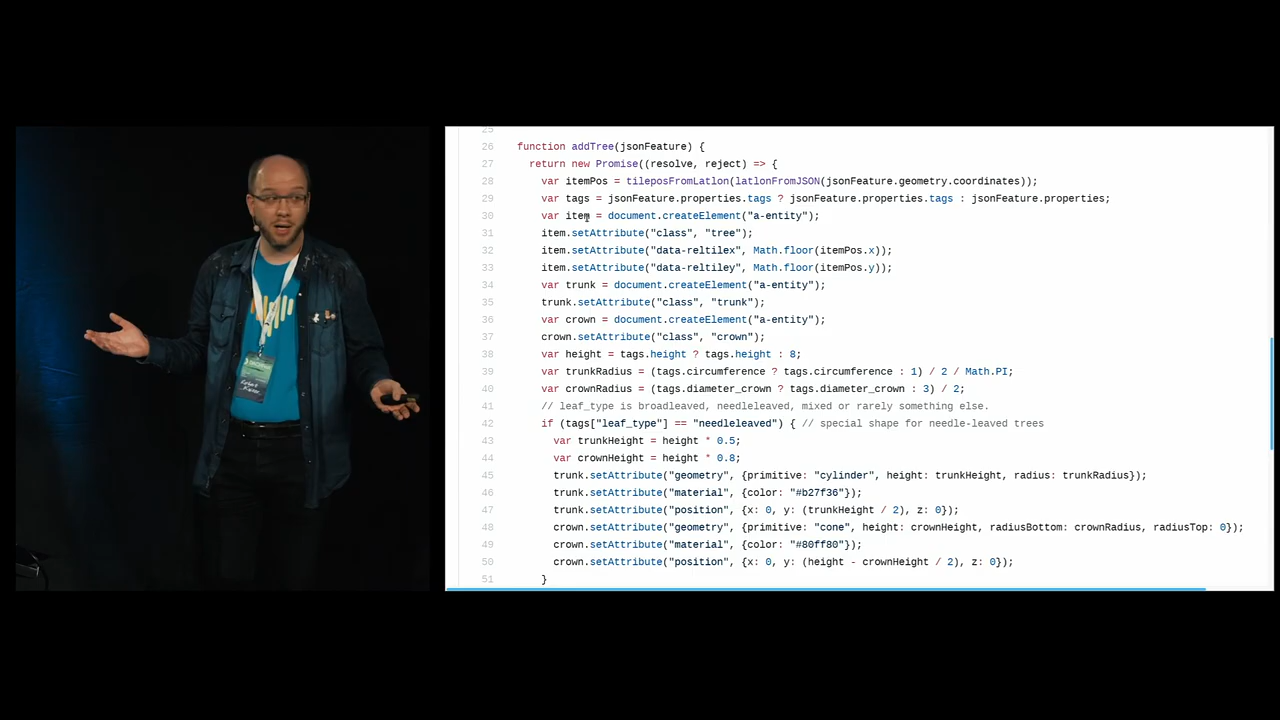 25
26 function addTree(jsonFeature) {
27 return new Promise((resolve, reject) => {
28 var itemPos = tileposFromLatlon(latlonFromJSON(jsonFeature.geometry.coordinates));
29 var tags = jsonFeature.properties.tags ? jsonFeature.properties.tags : jsonFeature.properties;
30 var item = document.createElement("a-entity");
31 item.setAttribute("class", "tree");
32 item.setAttribute("data-reltilex", Math.floor(itemPos.x));
33 item.setAttribute("data-reltiley", Math.floor(itemPos.y));
34 var trunk = document.createElement("a-entity");
35 trunk.setAttribute("class", "trunk");
36 var crown = document.createElement("a-entity");
37 crown.setAttribute("class", "crown");
38 var height = tags.height ? tags.height : 8;
39 var trunkRadius = (tags.circumference ? tags.circumference : 1) / 2 / Math.PI;
40 var crownRadius = (tags.diameter_crown ? tags.diameter_crown : 3) / 2;
41 // leaf_type is broadleaved, needleleaved, mixed or rarely something else.
42 if (tags["leaf_type"] == "needleleaved") { // special shape for needle-leaved trees
43 var trunkHeight = height * 0.5;
44 var crownHeight = height * 0.8;
45 trunk.setAttribute("geometry", {primitive: "cylinder", height: trunkHeight, radius: trunkRadius});
46 trunk.setAttribute("material", {color: "#b27f36"});
47 trunk.setAttribute("position", {x: 0, y: (trunkHeight / 2), z: 0});
48 crown.setAttribute("geometry", {primitive: "cone", height: crownHeight, radiusBottom: crownRadius, radiusTop: 0});
49 crown.setAttribute("material", {color: "#80ff80"});
50 crown.setAttribute("position", {x: 0, y: (height - crownHeight / 2), z: 0});
51 }